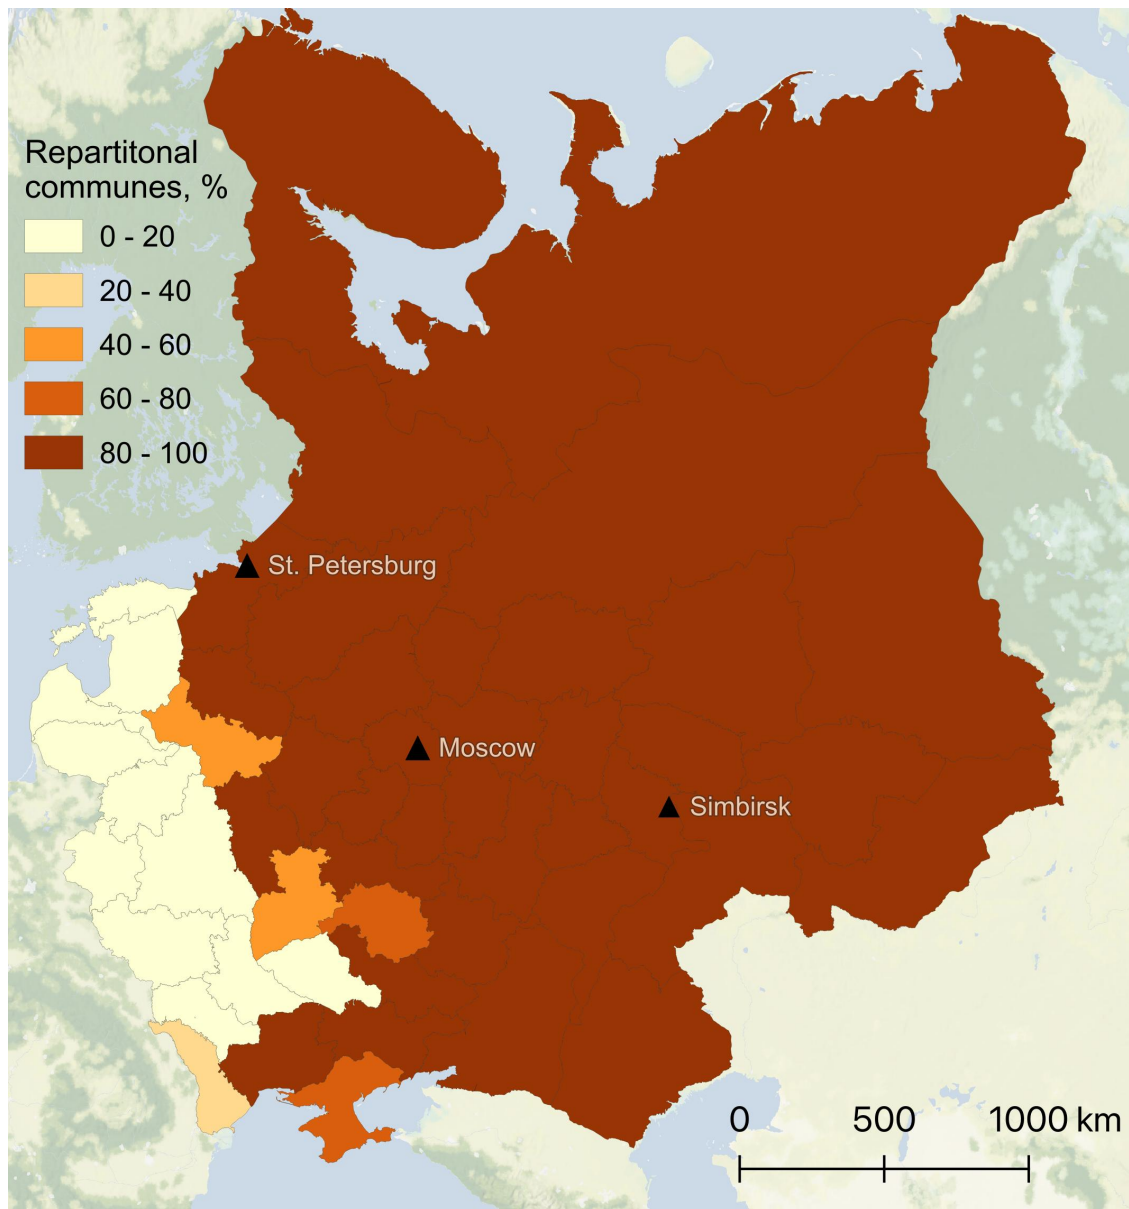 Repartitonal
communes, %
0 - 20
20 - 40
40 - 60
60 - 80
80 - 100
St. Petersburg
Moscow
Simbirsk
0 500 1000 km